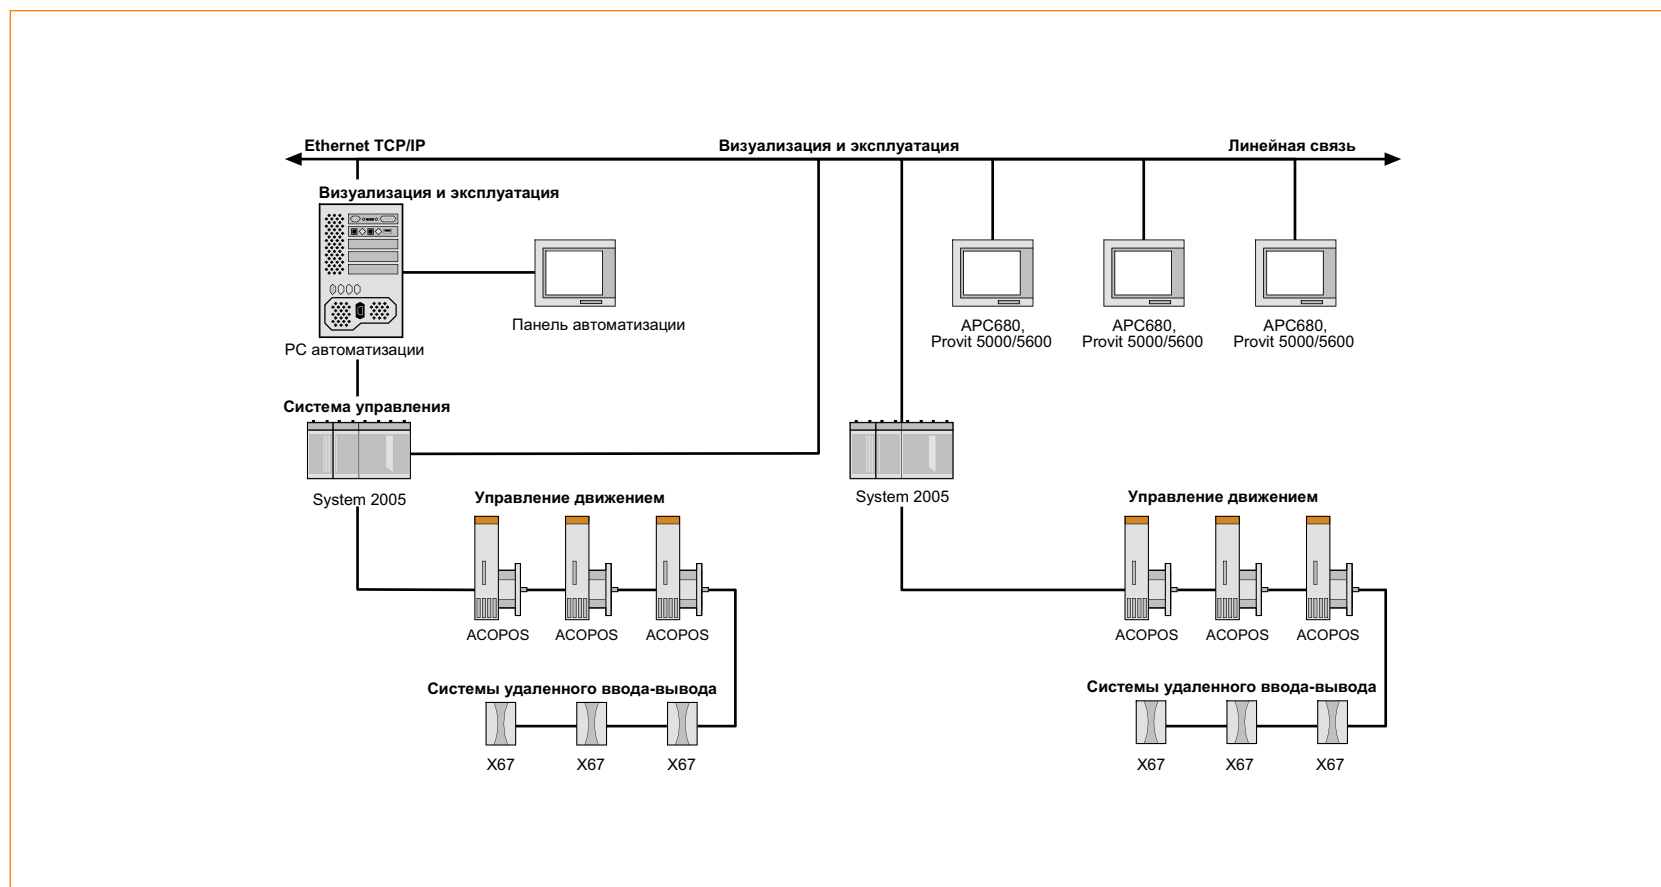 Ethernet TCP/IP
Визуализация и эксплуатация
Линейная связь
Визуализация и эксплуатация
Панель автоматизации
PC автоматизации
APC680,
Provit 5000/5600
APC680,
Provit 5000/5600
APC680,
Provit 5000/5600
Система управления
System 2005
System 2005
Управление движением
ACOPOS
ACOPOS
ACOPOS
Управление движением
ACOPOS
ACOPOS
ACOPOS
Системы удаленного ввода-вывода
X67
X67
X67
Системы удаленного ввода-вывода
X67
X67
X67